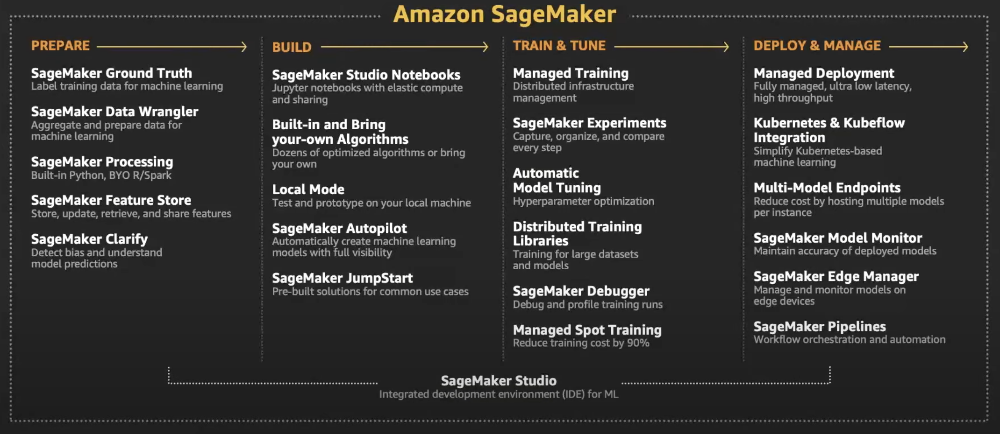 Amazon SageMaker
PREPARE
SageMaker Ground Truth
Label training data for machine learning
SageMaker Data Wrangler
Aggregate and prepare data for
machine learning
SageMaker Processing
Built-in Python, BYO R/Spark
SageMaker Feature Store
Store, update, retrieve, and share features
SageMaker Clarify
Detect bias and understand
model predictions
BUILD
SageMaker Studio Notebooks
Jupyter notebooks with elastic compute
and sharing
Built-in and Bring
your-own Algorithms
Dozens of optimized algorithms or bring
your own
Local Mode
Test and prototype on your local machine
SageMaker Autopilot
Automatically create machine learning
models with full visibility
SageMaker JumpStart
Pre-built solutions for common use cases
TRAIN & TUNE
Managed Training
Distributed infrastructure
management
SageMaker Experiments
Capture, organize, and compare
every step
Automatic
Model Tuning
Hyperparameter optimization
Distributed Training
Libraries
Training for large datasets
and models
SageMaker Debugger
Debug and profile training runs
Managed Spot Training
Reduce training cost by 90%
DEPLOY & MANAGE
Managed Deployment
Fully managed, ultra low latency,
high throughput
Kubernetes & Kubeflow
Integration
Simplify Kubernetes-based
machine learning
Multi-Model Endpoints
Reduce cost by hosting multiple models
per instance
SageMaker Model Monitor
Maintain accuracy of deployed models
SageMaker Edge Manager
Manage and monitor models on
edge devices
SageMaker Pipelines
Workflow orchestration and automation
SageMaker Studio
Integrated development environment (IDE) for ML